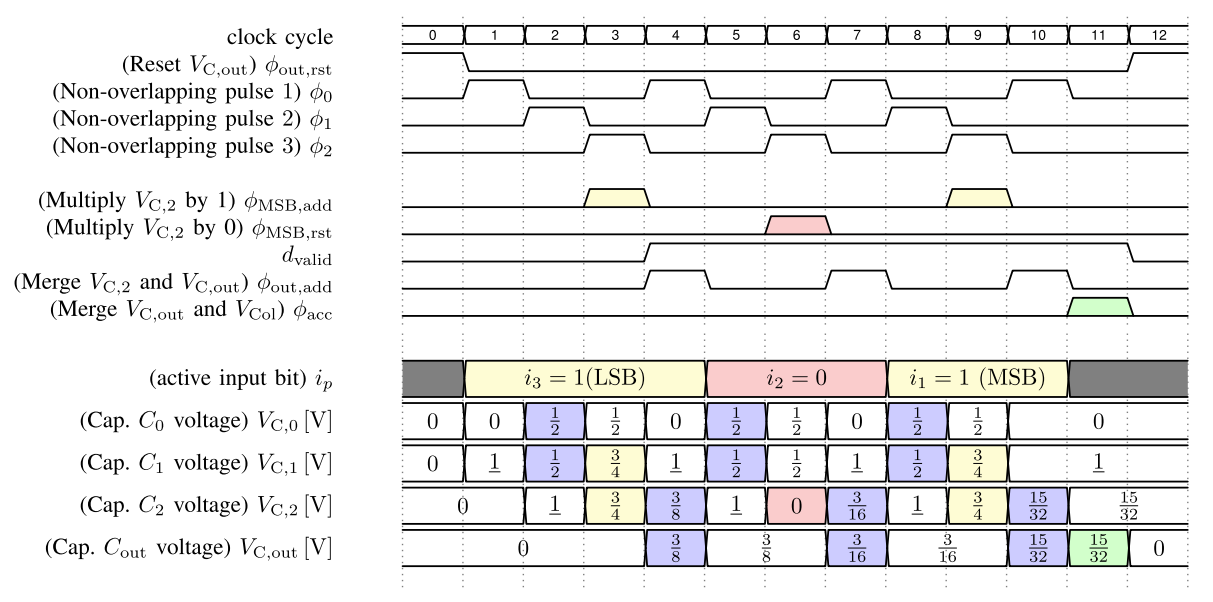 clock cycle 0 1 2 3 4 5 6 7 8 9 10 11 12
(Reset V_C,out) ϕ_out,rst
(Non-overlapping pulse 1) ϕ_0
(Non-overlapping pulse 2) ϕ_1
(Non-overlapping pulse 3) ϕ_2
(Multiply V_C,2 by 1) ϕ_MSB,add
(Multiply V_C,2 by 0) ϕ_MSB,rst
d_valid
(Merge V_C,2 and V_C,out) ϕ_out,add
(Merge V_C,out and V_Col) ϕ_acc
(active input bit) i_p i_3 = 1(LSB) i_2 = 0 i_1 = 1 (MSB)
(Cap. C_0 voltage) V_C,0 [V] 0 0 1/2 1/2 0 1/2 1/2 0 1/2 1/2 0
(Cap. C_1 voltage) V_C,1 [V] 0 1 1/2 3/4 1 1/2 1/2 1 1/2 3/4 1
(Cap. C_2 voltage) V_C,2 [V] 0 1 3/4 3/8 1 0 3/16 1 3/4 15/32 15/32
(Cap. C_out voltage) V_C,out [V] 0 3/8 3/8 3/16 3/16 15/32 15/32 0